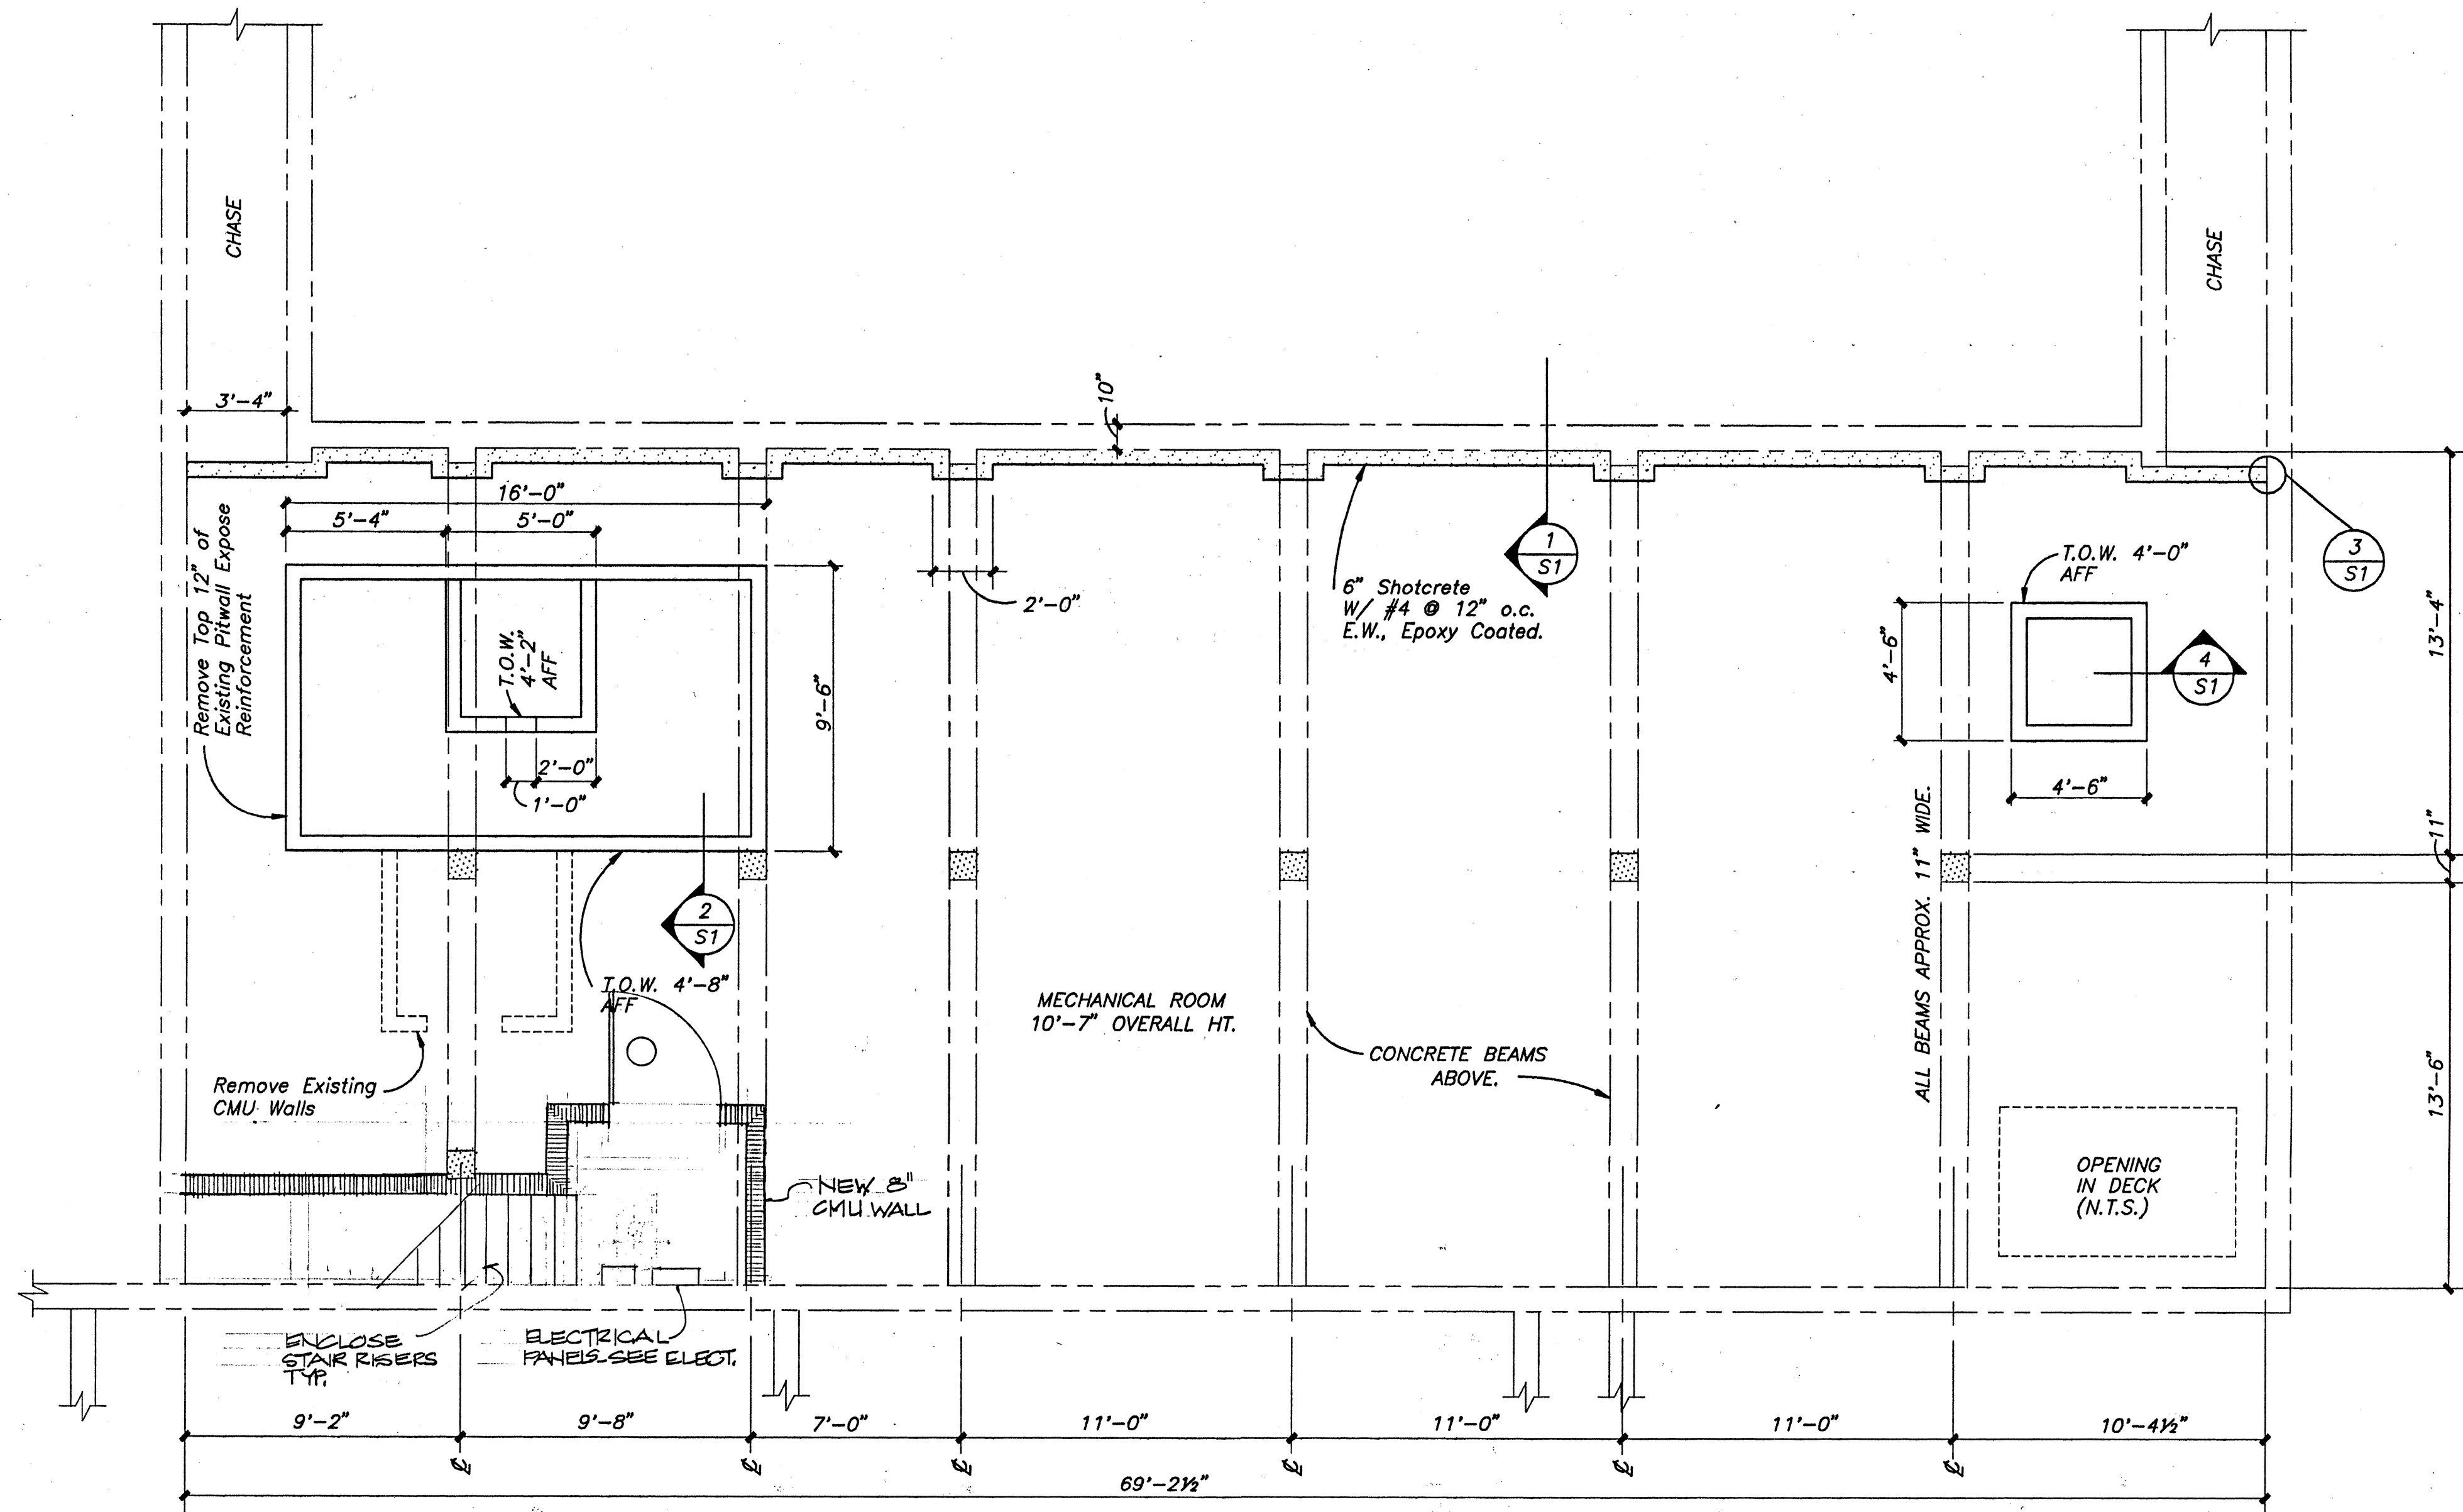 CHASE
CHASE
3'-4"
10"
16'-0"
5'-4"
5'-0"
Remove Top 12" of
Existing Pitwall Expose
Reinforcement
T.O.W.
4'-2"
AFF
2'-0"
1'-0"
9'-6"
2'-0"
6" Shotcrete
W/ #4 @ 12" o.c.
E.W., Epoxy Coated.
1
S1
T.O.W. 4'-0"
AFF
3
S1
4'-6"
4
S1
4'-6"
13'-4"
11"
13'-6"
ALL BEAMS APPROX. 11" WIDE.
2
S1
T.O.W. 4'-8"
AFF
MECHANICAL ROOM
10'-7" OVERALL HT.
CONCRETE BEAMS
ABOVE.
Remove Existing
CMU Walls
NEW 8"
CMU WALL
OPENING
IN DECK
(N.T.S.)
ENCLOSE
STAIR RISERS
TYP.
ELECTRICAL
PANELS-SEE ELECT.
9'-2"
9'-8"
7'-0"
11'-0"
11'-0"
11'-0"
10'-4½"
℄
℄
℄
℄
℄
℄
69'-2½"